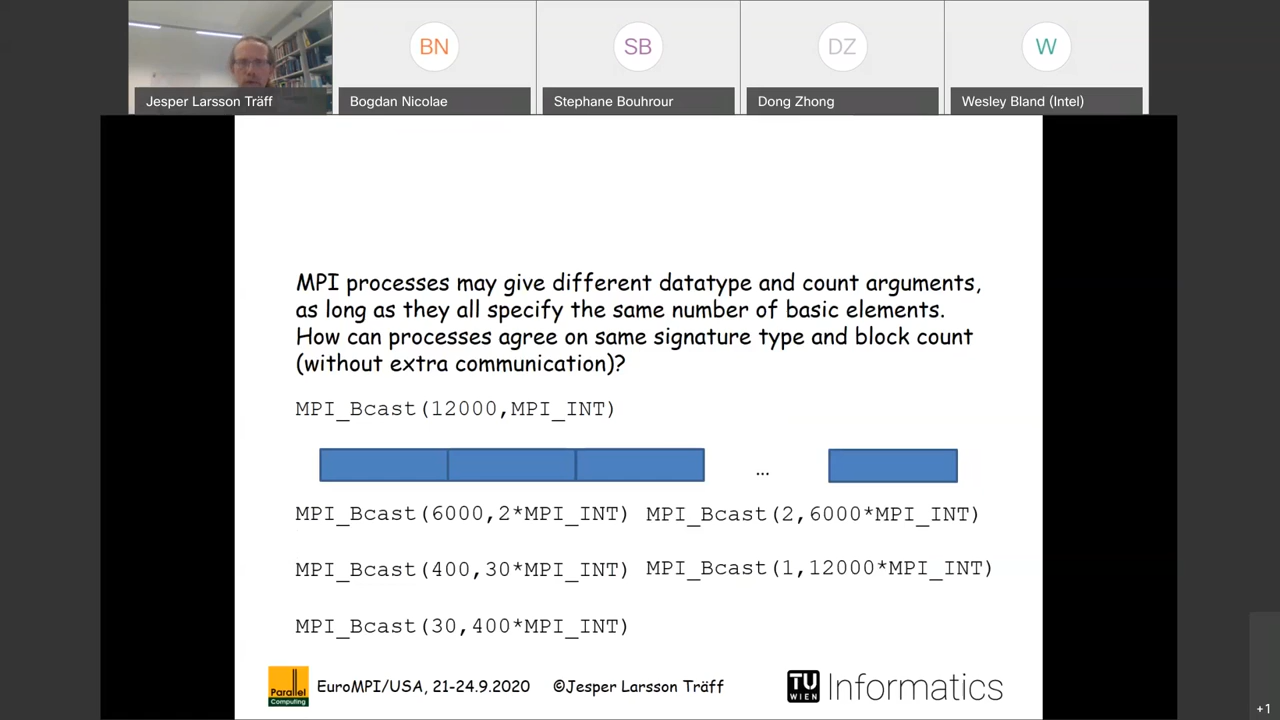 BN
SB
DZ
W
Jesper Larsson Träff
Bogdan Nicolae
Stephane Bouhrour
Dong Zhong
Wesley Bland (Intel)
MPI processes may give different datatype and count arguments,
as long as they all specify the same number of basic elements.
How can processes agree on same signature type and block count
(without extra communication)?
MPI_Bcast(12000,MPI_INT)
...
MPI_Bcast(6000,2*MPI_INT) MPI_Bcast(2,6000*MPI_INT)
MPI_Bcast(400,30*MPI_INT) MPI_Bcast(1,12000*MPI_INT)
MPI_Bcast(30,400*MPI_INT)
Parallel
Computing
EuroMPI/USA, 21-24.9.2020 ©Jesper Larsson Träff
TU
WIEN
Informatics
+1